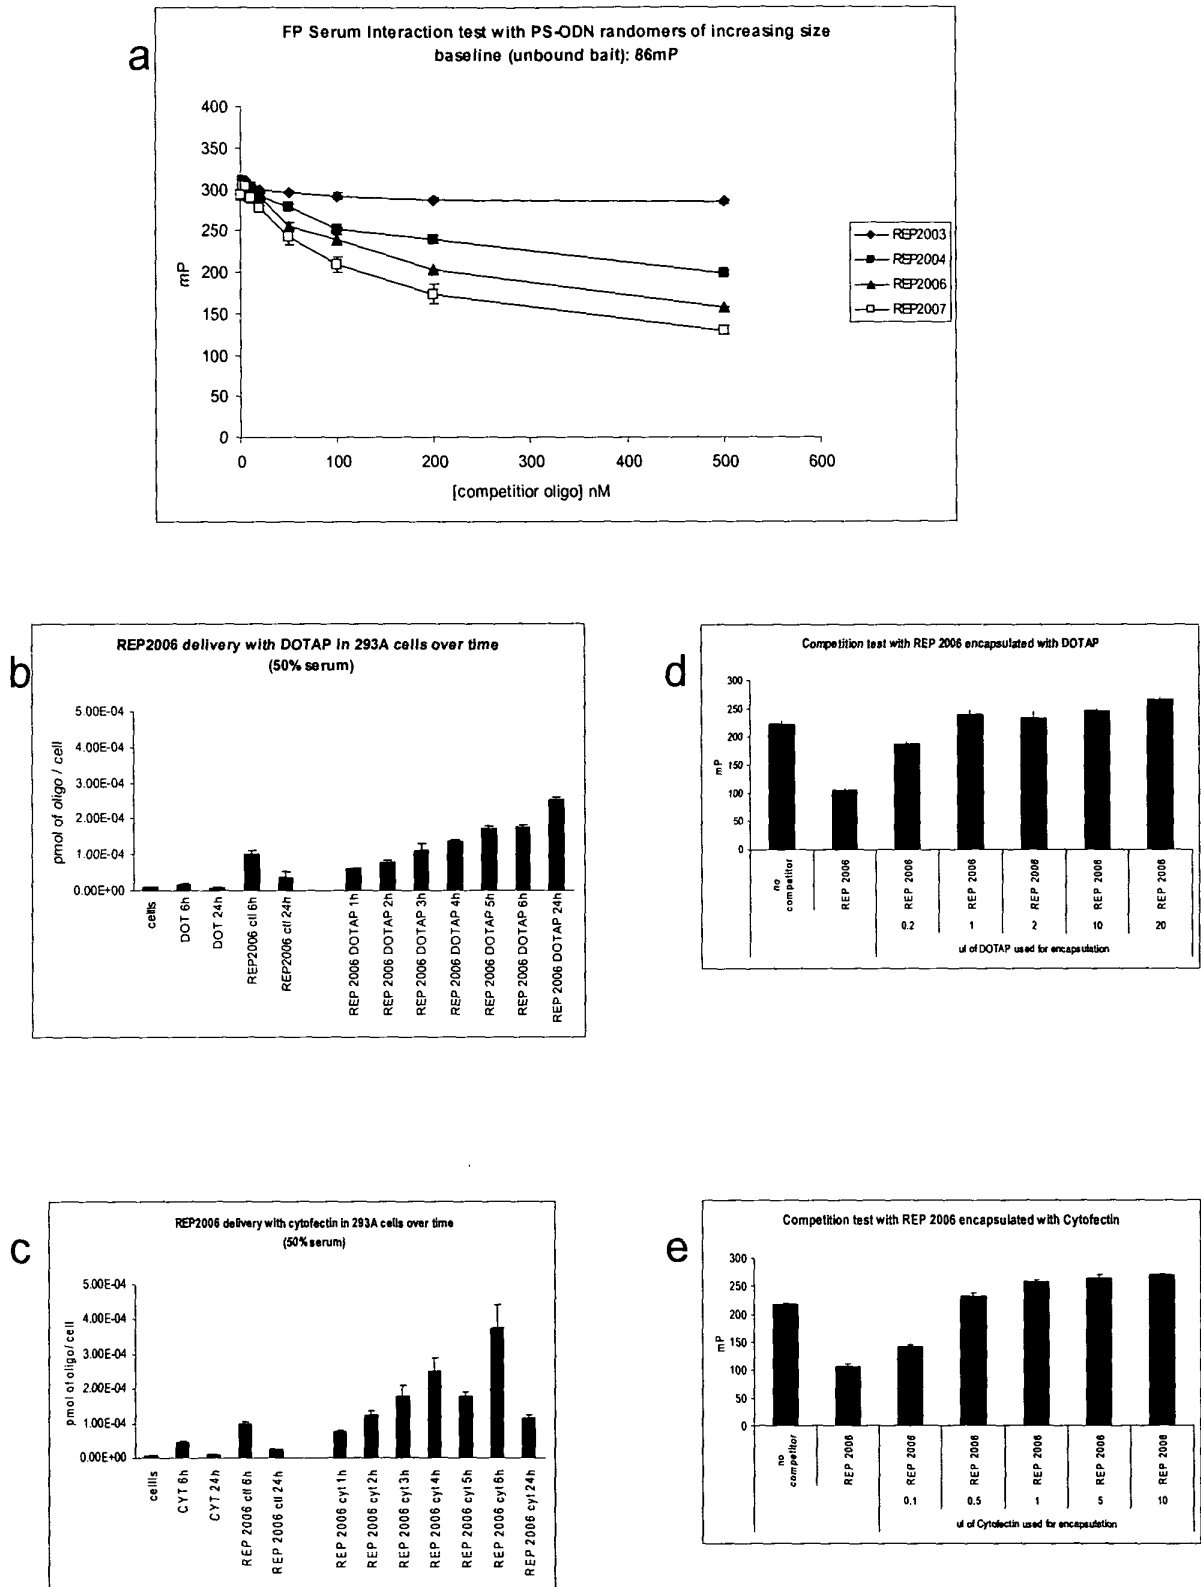 a
FP Serum Interaction test with PS-ODN randomers of increasing size
baseline (unbound bait): 86mP
400
350
300
250
200
150
100
50
0
mP
0 100 200 300 400 500 600
[competitior oligo] nM
REP2003
REP2004
REP2006
REP2007
b
REP2006 delivery with DOTAP in 293A cells over time
(50% serum)
5.00E-04
4.00E-04
3.00E-04
2.00E-04
1.00E-04
0.00E+00
pmol of oligo / cell
cells
DOT 6h
DOT 24h
REP2006 ctl 6h
REP2006 ctl 24h
REP 2006 DOTAP 1h
REP 2006 DOTAP 2h
REP 2006 DOTAP 3h
REP 2006 DOTAP 4h
REP 2006 DOTAP 5h
REP 2006 DOTAP 6h
REP 2006 DOTAP 24h
d
Competition test with REP 2006 encapsulated with DOTAP
300
250
200
150
100
50
0
mP
no competitor
REP 2006
REP 2006
REP 2006
REP 2006
REP 2006
REP 2006
0.2 1 2 10 20
ul of DOTAP used for encapsulation
c
REP2006 delivery with cytofectin in 293A cells over time
(50% serum)
5.00E-04
4.00E-04
3.00E-04
2.00E-04
1.00E-04
0.00E+00
pmol of oligo/cell
cells
CYT 6h
CYT 24h
REP 2006 ctl 6h
REP 2006 ctl 24h
REP 2006 cyt 1h
REP 2006 cyt 2h
REP 2006 cyt 3h
REP 2006 cyt 4h
REP 2006 cyt 5h
REP 2006 cyt 6h
REP 2006 cyt 24h
e
Competition test with REP 2006 encapsulated with Cytofectin
300
250
200
150
100
50
0
mP
no competitor
REP 2006
REP 2006
REP 2006
REP 2006
REP 2006
REP 2006
0.1 0.5 1 5 10
ul of Cytofectin used for encapsulation